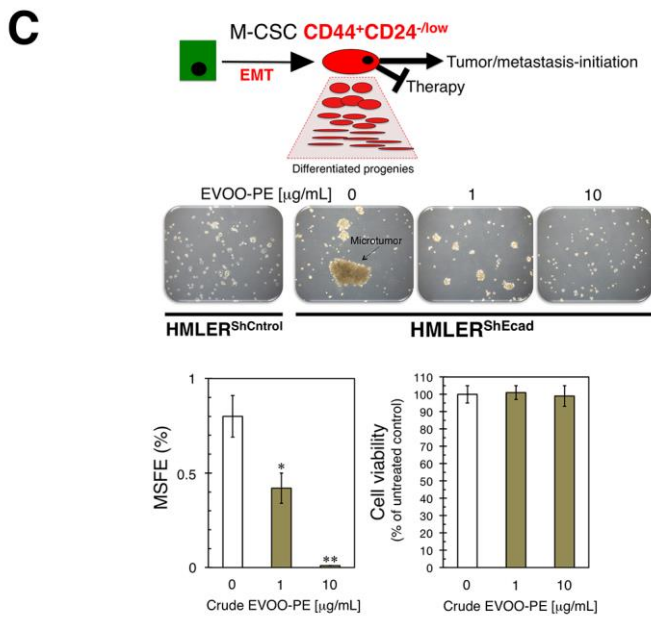 C
M-CSC CD44+CD24-/low
EMT
Tumor/metastasis-initiation
Therapy
Differentiated progenies
EVOO-PE [μg/mL] 0 1 10
Microtumor
HMLERShCntrol HMLERShEcad
MSFE (%)
1
0.5
0
*
**
0 1 10
Crude EVOO-PE [μg/mL]
Cell viability
(% of untreated control)
110
100
90
80
70
60
50
40
30
20
10
0
0 1 10
Crude EVOO-PE [μg/mL]